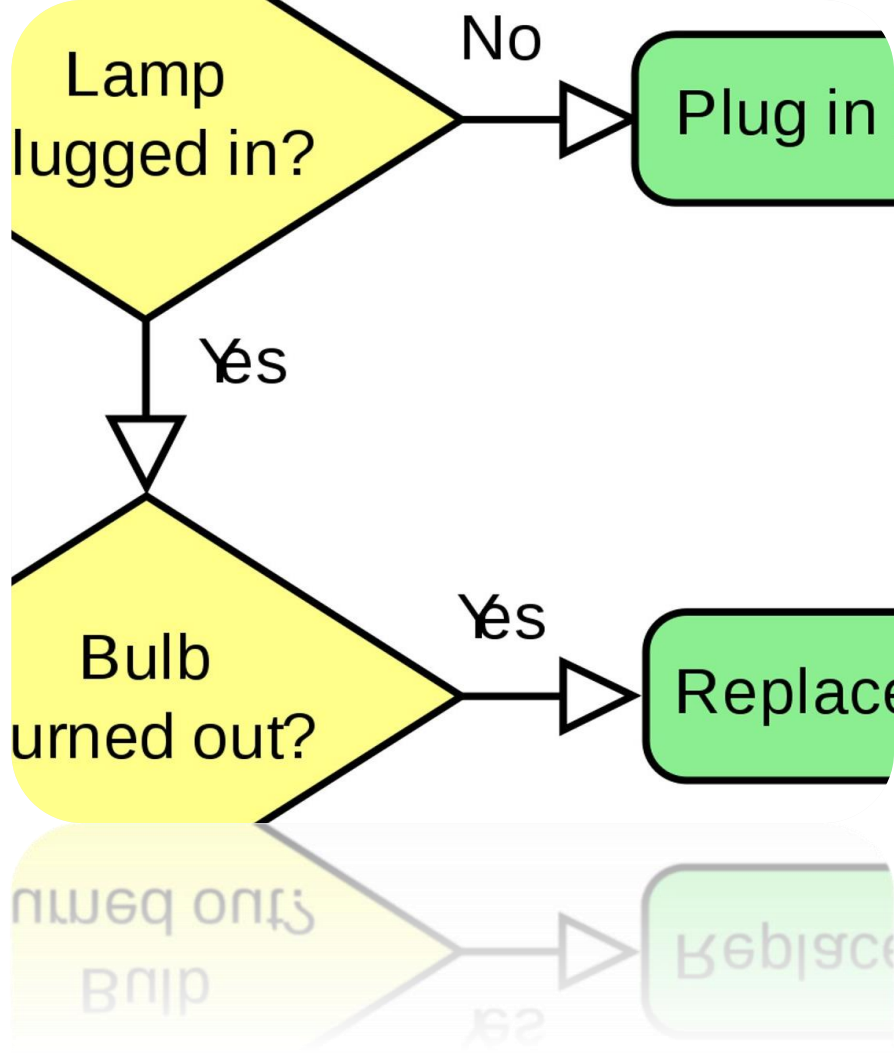 Lamp
lugged in?
No
Plug in
Yes
Bulb
urned out?
Yes
Replace